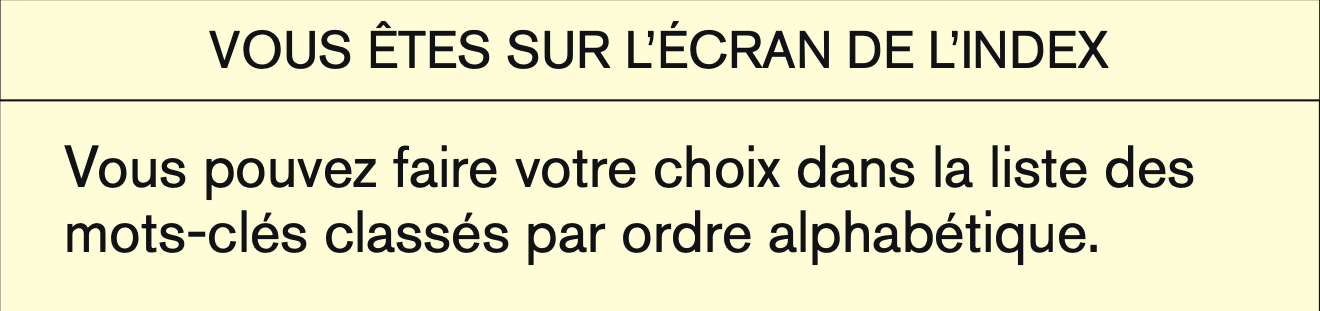 VOUS ÊTES SUR L’ÉCRAN DE L’INDEX
Vous pouvez faire votre choix dans la liste des
mots-clés classés par ordre alphabétique.